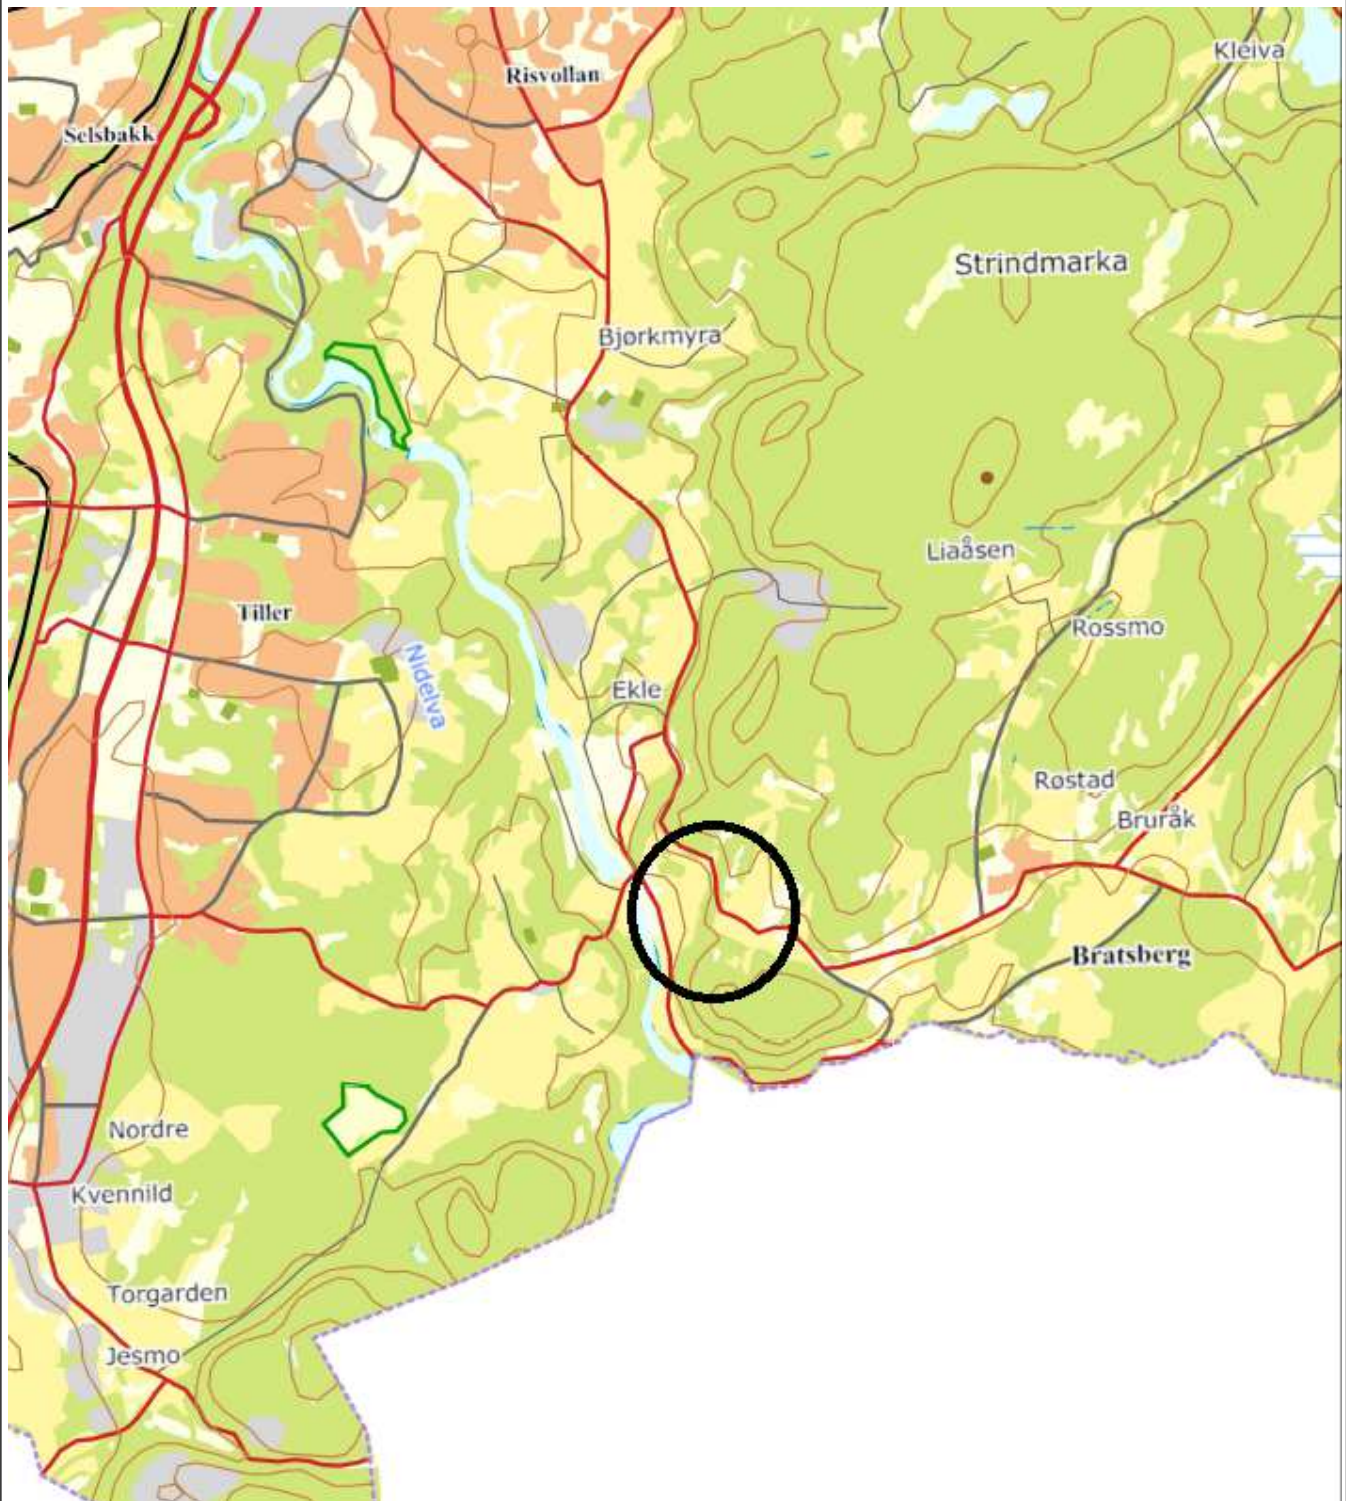 Kleiva
Risvollan
Selsbakk
Strindmarka
Bjørkmyra
Liaåsen
Tiller
Rossmo
Nidelva
Ekle
Røstad
Bruråk
Bratsberg
Nordre
Kvennild
Torgarden
Jesmo